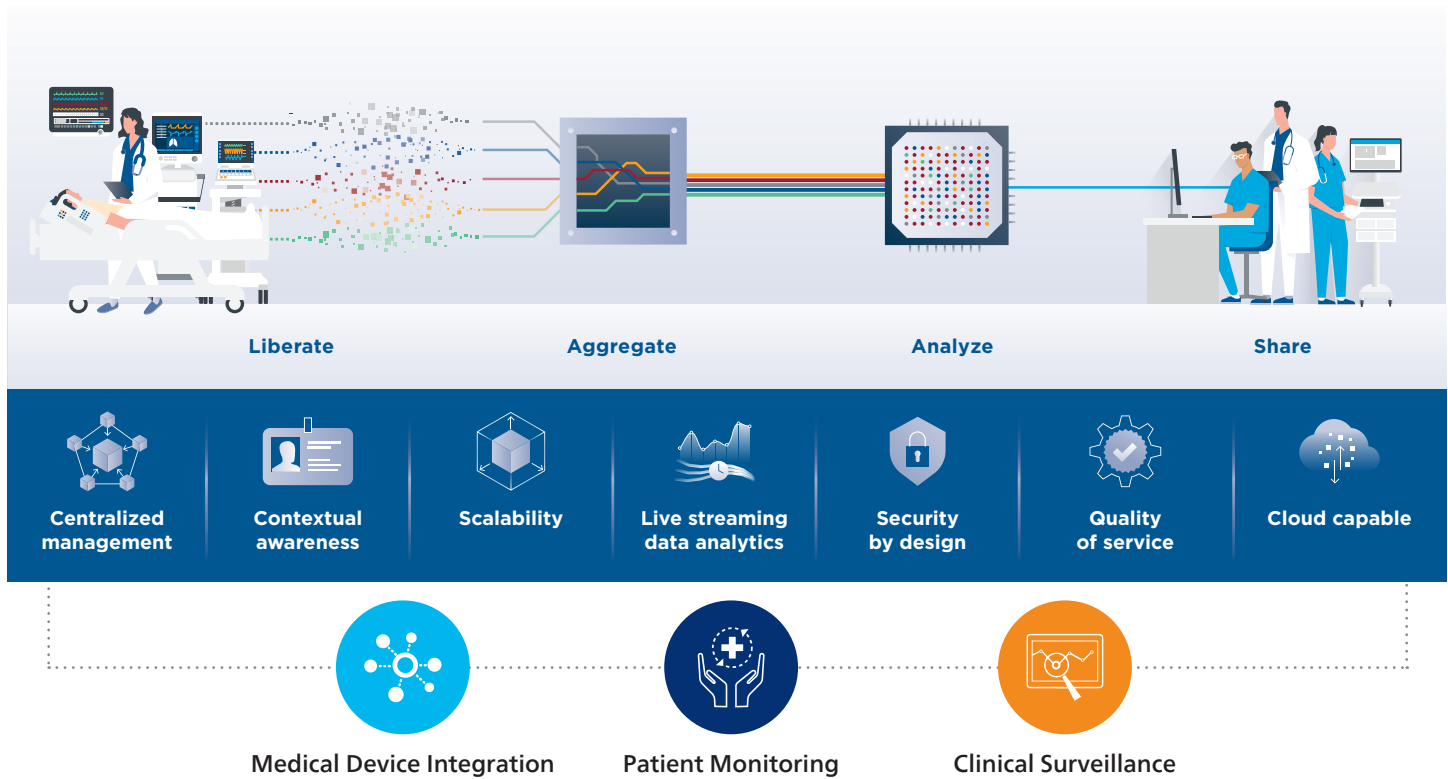 Liberate
Aggregate
Analyze
Share
Centralized
management
Contextual
awareness
Scalability
Live streaming
data analytics
Security
by design
Quality
of service
Cloud capable
Medical Device Integration
Patient Monitoring
Clinical Surveillance